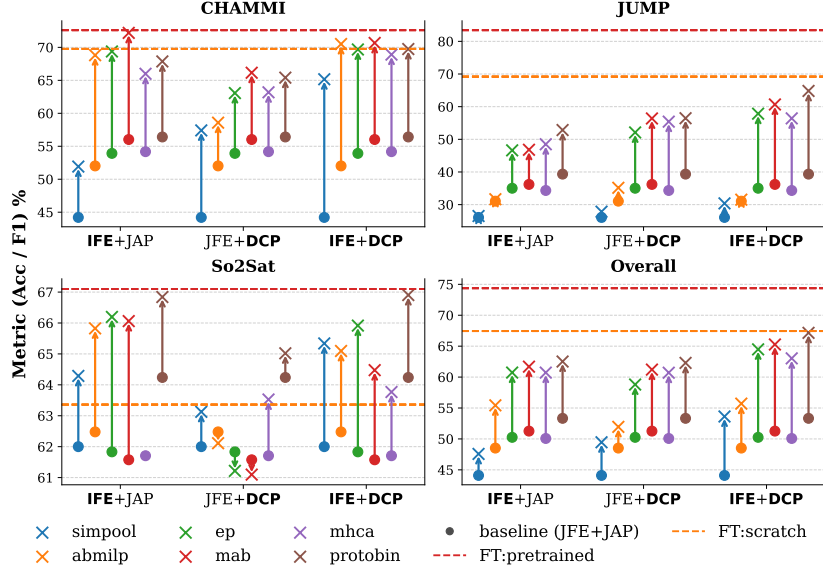 CHAMMI
JUMP
70
65
60
55
50
45
80
70
60
50
40
30
IFE+JAP
JFE+DCP
IFE+DCP
IFE+JAP
JFE+DCP
IFE+DCP
Metric (Acc / F1) %
So2Sat
Overall
67
66
65
64
63
62
61
75
70
65
60
55
50
45
IFE+JAP
JFE+DCP
IFE+DCP
IFE+JAP
JFE+DCP
IFE+DCP
simpool
ep
mhca
baseline (JFE+JAP)
FT:scratch
abmilp
mab
protobin
FT:pretrained